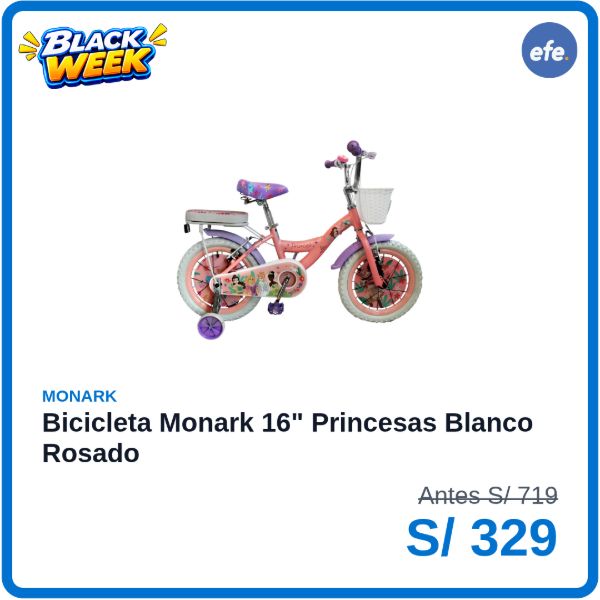 BLACK
WEEK
efe.
MONARK
Bicicleta Monark 16" Princesas Blanco
Rosado
Antes S/ 719
S/ 329